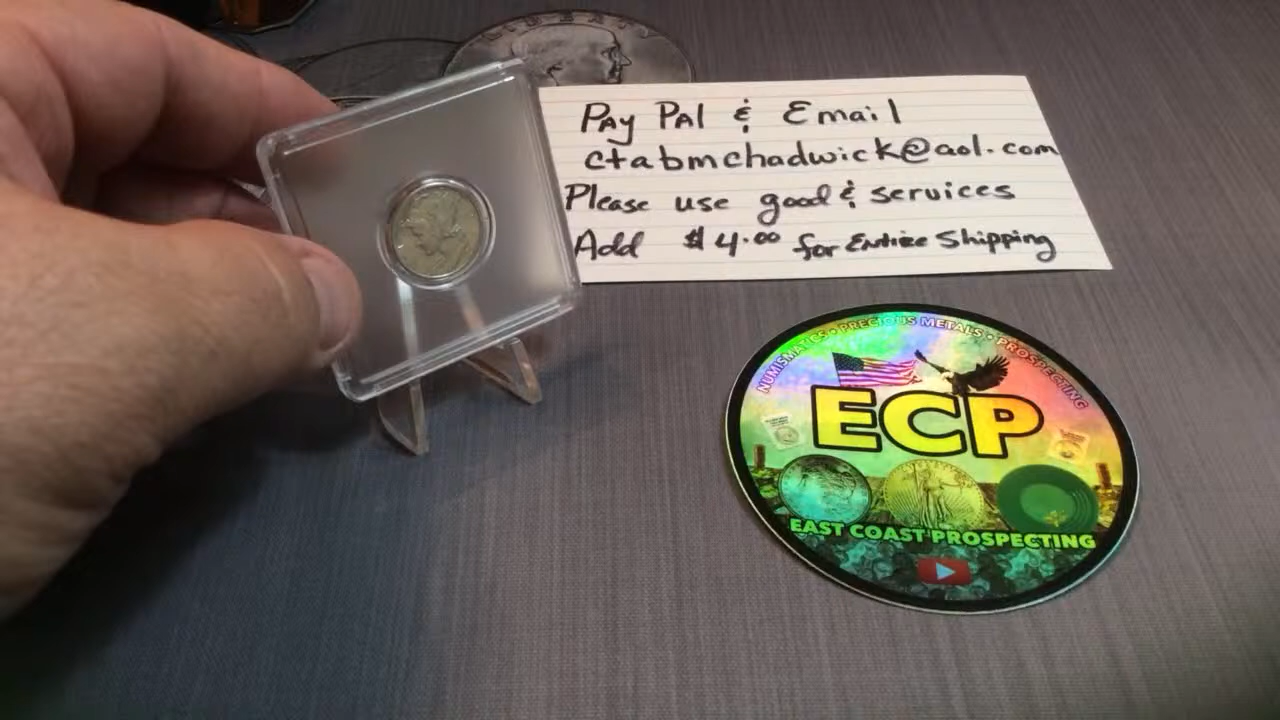 LIBERTY
PAY PAL & Email
ctabmchadwick@aol.com
Please use good & services
Add $4.00 for Entire Shipping
NUMISMATICS • PRECIOUS METALS • PROSPECTING
ECP
EAST COAST PROSPECTING